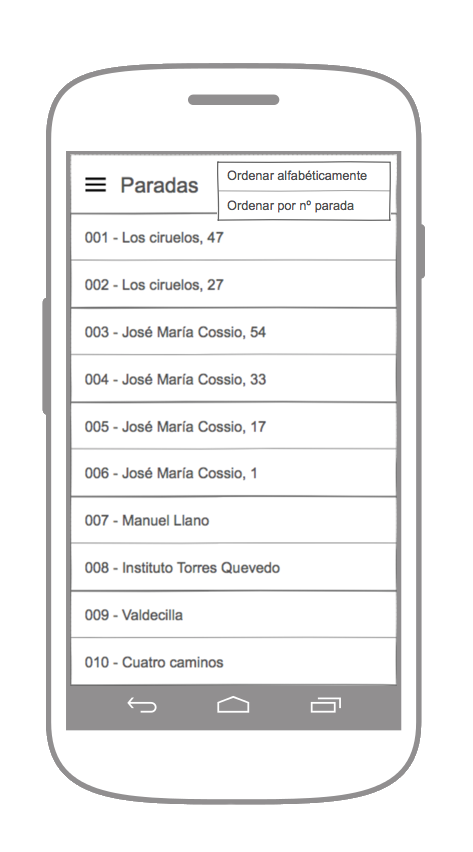 Paradas
Ordenar alfabéticamente
Ordenar por nº parada
001 - Los ciruelos, 47
002 - Los ciruelos, 27
003 - José María Cossio, 54
004 - José María Cossio, 33
005 - José María Cossio, 17
006 - José María Cossio, 1
007 - Manuel Llano
008 - Instituto Torres Quevedo
009 - Valdecilla
010 - Cuatro caminos